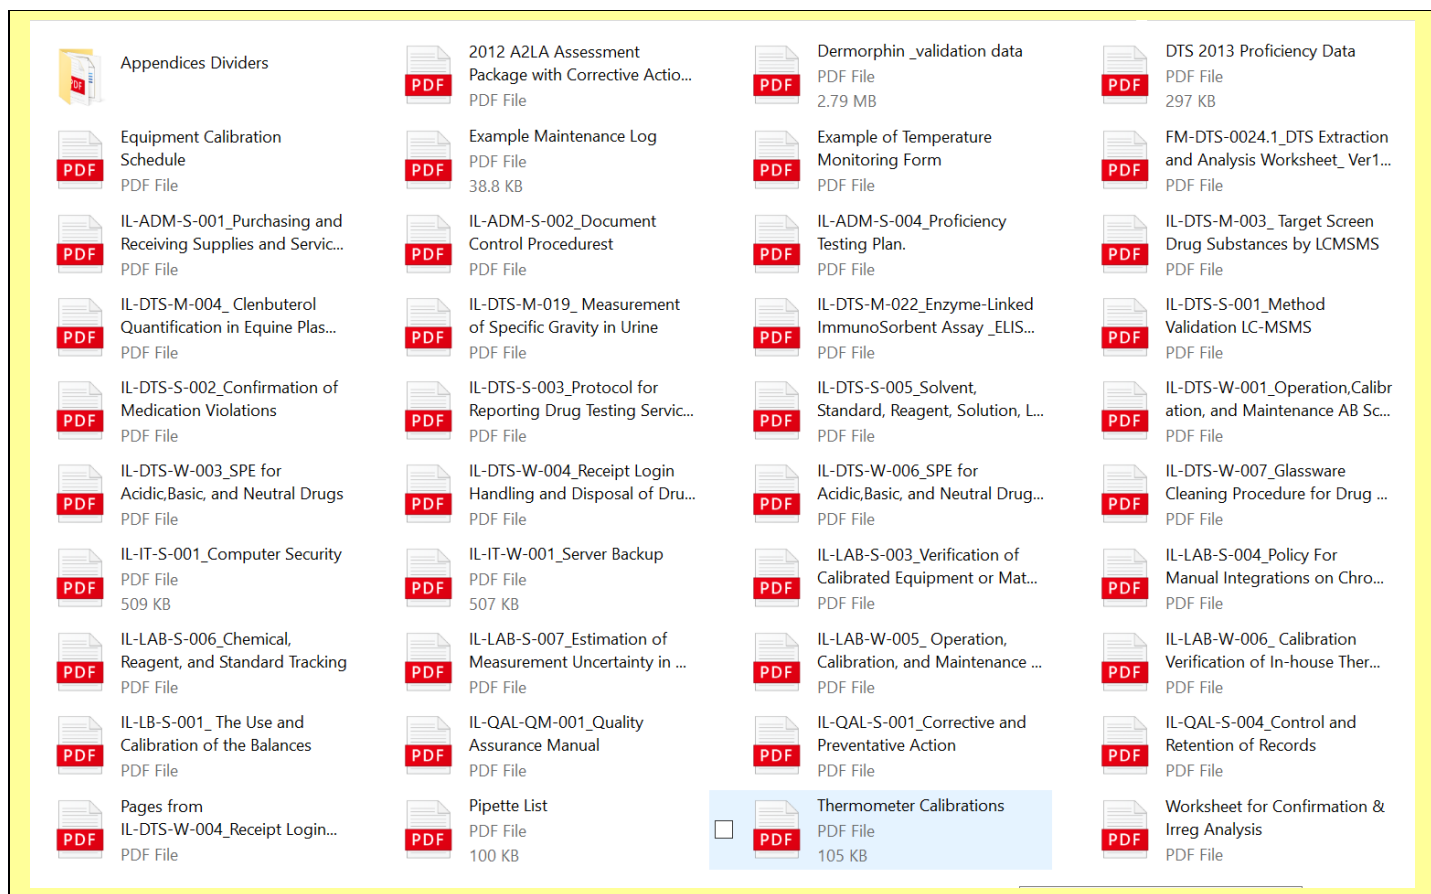 Appendices Dividers
2012 A2LA Assessment
Package with Corrective Actio...
PDF File
Dermorphin _validation data
PDF File
2.79 MB
DTS 2013 Proficiency Data
PDF File
297 KB
Equipment Calibration
Schedule
PDF File
Example Maintenance Log
PDF File
38.8 KB
Example of Temperature
Monitoring Form
PDF File
FM-DTS-0024.1_DTS Extraction
and Analysis Worksheet_ Ver1...
PDF File
IL-ADM-S-001_Purchasing and
Receiving Supplies and Servic...
PDF File
IL-ADM-S-002_Document
Control Procedurest
PDF File
IL-ADM-S-004_Proficiency
Testing Plan.
PDF File
IL-DTS-M-003_ Target Screen
Drug Substances by LCMSMS
PDF File
IL-DTS-M-004_ Clenbuterol
Quantification in Equine Plas...
PDF File
IL-DTS-M-019_ Measurement
of Specific Gravity in Urine
PDF File
IL-DTS-M-022_Enzyme-Linked
ImmunoSorbent Assay _ELIS...
PDF File
IL-DTS-S-001_Method
Validation LC-MSMS
PDF File
IL-DTS-S-002_Confirmation of
Medication Violations
PDF File
IL-DTS-S-003_Protocol for
Reporting Drug Testing Servic...
PDF File
IL-DTS-S-005_Solvent,
Standard, Reagent, Solution, L...
PDF File
IL-DTS-W-001_Operation,Calibr
ation, and Maintenance AB Sc...
PDF File
IL-DTS-W-003_SPE for
Acidic,Basic, and Neutral Drugs
PDF File
IL-DTS-W-004_Receipt Login
Handling and Disposal of Dru...
PDF File
IL-DTS-W-006_SPE for
Acidic,Basic, and Neutral Drug...
PDF File
IL-DTS-W-007_Glassware
Cleaning Procedure for Drug ...
PDF File
IL-IT-S-001_Computer Security
PDF File
509 KB
IL-IT-W-001_Server Backup
PDF File
507 KB
IL-LAB-S-003_Verification of
Calibrated Equipment or Mat...
PDF File
IL-LAB-S-004_Policy For
Manual Integrations on Chro...
PDF File
IL-LAB-S-006_Chemical,
Reagent, and Standard Tracking
PDF File
IL-LAB-S-007_Estimation of
Measurement Uncertainty in ...
PDF File
IL-LAB-W-005_ Operation,
Calibration, and Maintenance ...
PDF File
IL-LAB-W-006_ Calibration
Verification of In-house Ther...
PDF File
IL-LB-S-001_ The Use and
Calibration of the Balances
PDF File
IL-QAL-QM-001_Quality
Assurance Manual
PDF File
IL-QAL-S-001_Corrective and
Preventative Action
PDF File
IL-QAL-S-004_Control and
Retention of Records
PDF File
Pages from
IL-DTS-W-004_Receipt Login...
PDF File
Pipette List
PDF File
100 KB
Thermometer Calibrations
PDF File
105 KB
Worksheet for Confirmation &
Irreg Analysis
PDF File